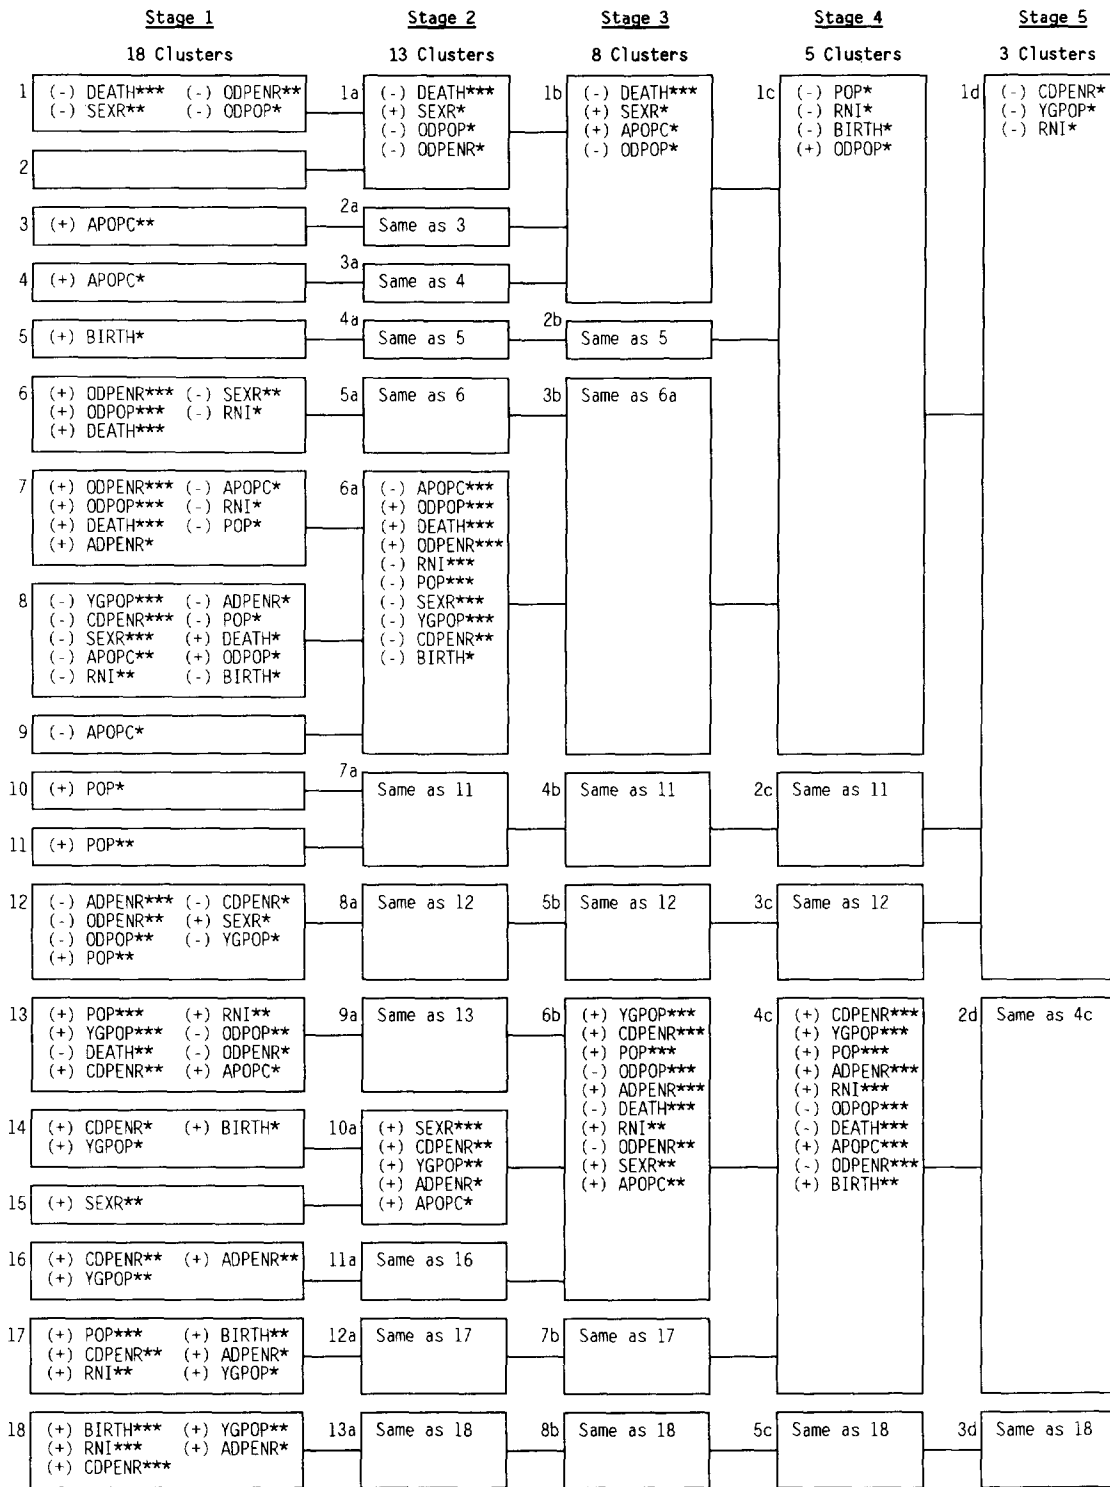 Stage 1 Stage 2 Stage 3 Stage 4 Stage 5
18 Clusters 13 Clusters 8 Clusters 5 Clusters 3 Clusters
1
(-) DEATH*** (-) ODPENR**
(-) SEXR** (-) ODPOP*
2
3
(+) APOPC**
4
(+) APOPC*
5
(+) BIRTH*
6
(+) ODPENR*** (-) SEXR**
(+) ODPOP*** (-) RNI*
(+) DEATH***
7
(+) ODPENR*** (-) APOPC*
(+) ODPOP*** (-) RNI*
(+) DEATH*** (-) POP*
(+) ADPENR*
8
(-) YGPOP*** (-) ADPENR*
(-) CDPENR*** (-) POP*
(-) SEXR*** (+) DEATH*
(-) APOPC** (+) ODPOP*
(-) RNI** (-) BIRTH*
9
(-) APOPC*
10
(+) POP*
11
(+) POP**
12
(-) ADPENR*** (-) CDPENR*
(-) ODPENR** (+) SEXR*
(-) ODPOP** (-) YGPOP*
(+) POP**
13
(+) POP*** (+) RNI**
(+) YGPOP*** (-) ODPOP**
(-) DEATH** (-) ODPENR*
(+) CDPENR** (+) APOPC*
14
(+) CDPENR* (+) BIRTH*
(+) YGPOP*
15
(+) SEXR**
16
(+) CDPENR** (+) ADPENR**
(+) YGPOP**
17
(+) POP*** (+) BIRTH**
(+) CDPENR** (+) ADPENR*
(+) RNI** (+) YGPOP*
18
(+) BIRTH*** (+) YGPOP**
(+) RNI*** (+) ADPENR*
(+) CDPENR***
1a
(-) DEATH***
(+) SEXR*
(-) ODPOP*
(-) ODPENR*
2a
Same as 3
3a
Same as 4
4a
Same as 5
5a
Same as 6
6a
(-) APOPC***
(+) ODPOP***
(+) DEATH***
(+) ODPENR***
(-) RNI***
(-) POP***
(-) SEXR***
(-) YGPOP***
(-) CDPENR**
(-) BIRTH*
7a
Same as 11
8a
Same as 12
9a
Same as 13
10a
(+) SEXR***
(+) CDPENR**
(+) YGPOP**
(+) ADPENR*
(+) APOPC*
11a
Same as 16
12a
Same as 17
13a
Same as 18
1b
(-) DEATH***
(+) SEXR*
(+) APOPC*
(-) ODPOP*
2b
Same as 5
3b
Same as 6a
4b
Same as 11
5b
Same as 12
6b
(+) YGPOP***
(+) CDPENR***
(+) POP***
(-) ODPOP***
(+) ADPENR***
(-) DEATH***
(+) RNI**
(-) ODPENR**
(+) SEXR**
(+) APOPC**
7b
Same as 17
8b
Same as 18
1c
(-) POP*
(-) RNI*
(-) BIRTH*
(+) ODPOP*
2c
Same as 11
3c
Same as 12
4c
(+) CDPENR***
(+) YGPOP***
(+) POP***
(+) ADPENR***
(+) RNI***
(-) ODPOP***
(-) DEATH***
(+) APOPC***
(-) ODPENR***
(+) BIRTH**
5c
Same as 18
1d
(-) CDPENR*
(-) YGPOP*
(-) RNI*
2d
Same as 4c
3d
Same as 18